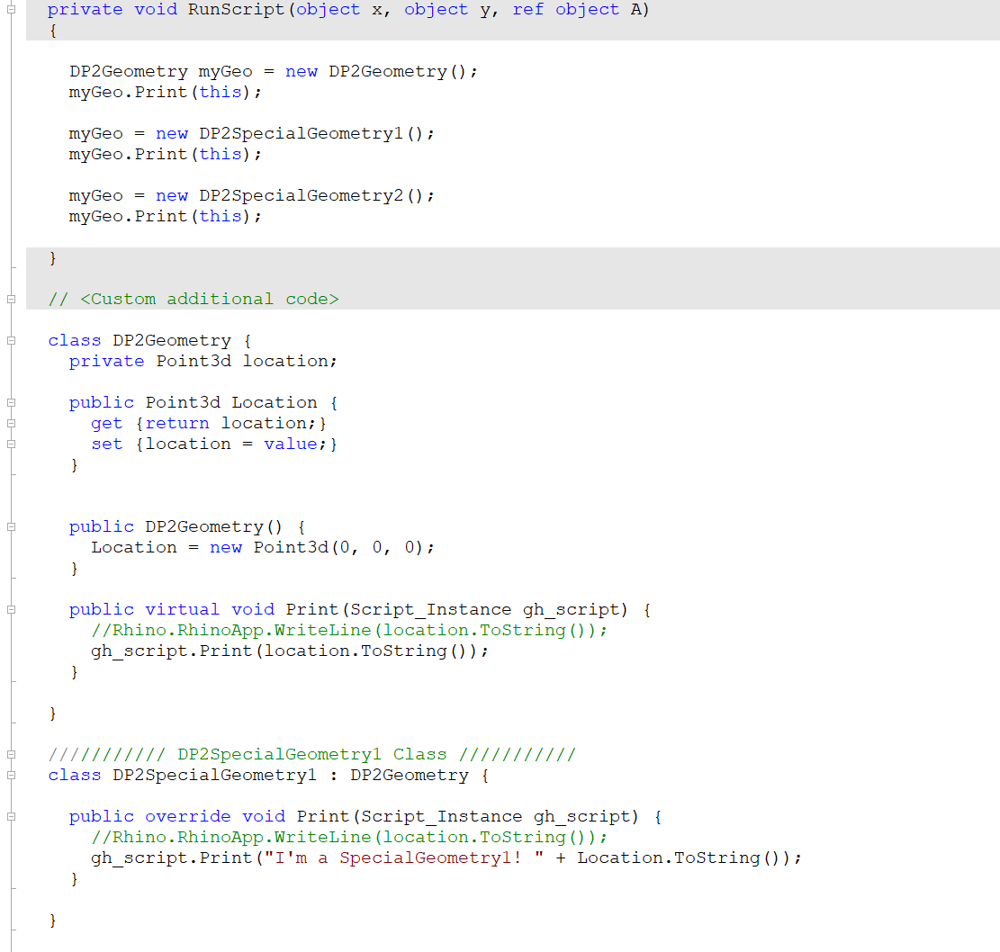 private void RunScript(object x, object y, ref object A)
{
DP2Geometry myGeo = new DP2Geometry();
myGeo.Print(this);
myGeo = new DP2SpecialGeometry1();
myGeo.Print(this);
myGeo = new DP2SpecialGeometry2();
myGeo.Print(this);
}
// <Custom additional code>
class DP2Geometry {
private Point3d location;
public Point3d Location {
get {return location;}
set {location = value;}
}
public DP2Geometry() {
Location = new Point3d(0, 0, 0);
}
public virtual void Print(Script_Instance gh_script) {
//Rhino.RhinoApp.WriteLine(location.ToString());
gh_script.Print(location.ToString());
}
}
/////////// DP2SpecialGeometry1 Class ///////////
class DP2SpecialGeometry1 : DP2Geometry {
public override void Print(Script_Instance gh_script) {
//Rhino.RhinoApp.WriteLine(location.ToString());
gh_script.Print("I'm a SpecialGeometry1! " + Location.ToString());
}
}